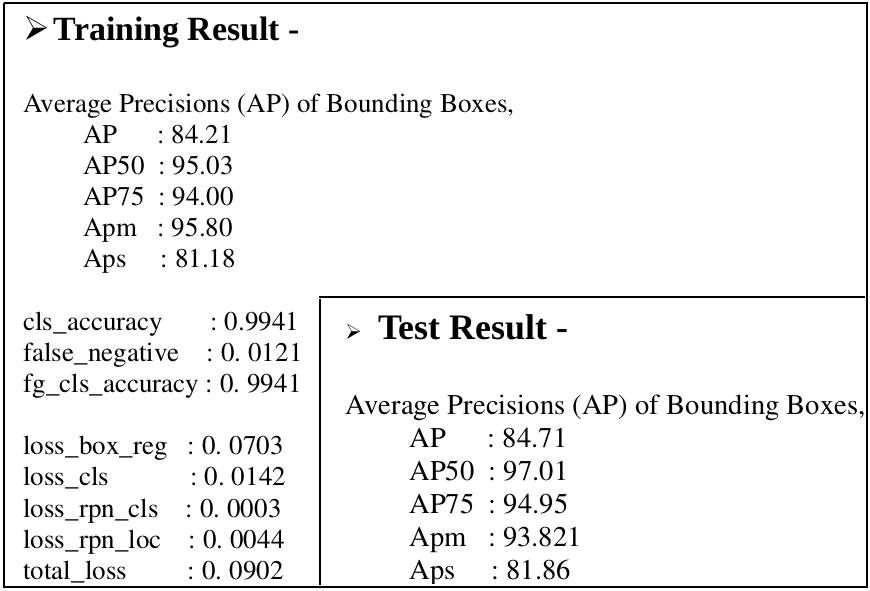 ➢ Training Result -
Average Precisions (AP) of Bounding Boxes,
AP : 84.21
AP50 : 95.03
AP75 : 94.00
Apm : 95.80
Aps : 81.18
cls_accuracy : 0.9941
false_negative : 0. 0121
fg_cls_accuracy : 0. 9941
loss_box_reg : 0. 0703
loss_cls : 0. 0142
loss_rpn_cls : 0. 0003
loss_rpn_loc : 0. 0044
total_loss : 0. 0902
➢ Test Result -
Average Precisions (AP) of Bounding Boxes,
AP : 84.71
AP50 : 97.01
AP75 : 94.95
Apm : 93.821
Aps : 81.86